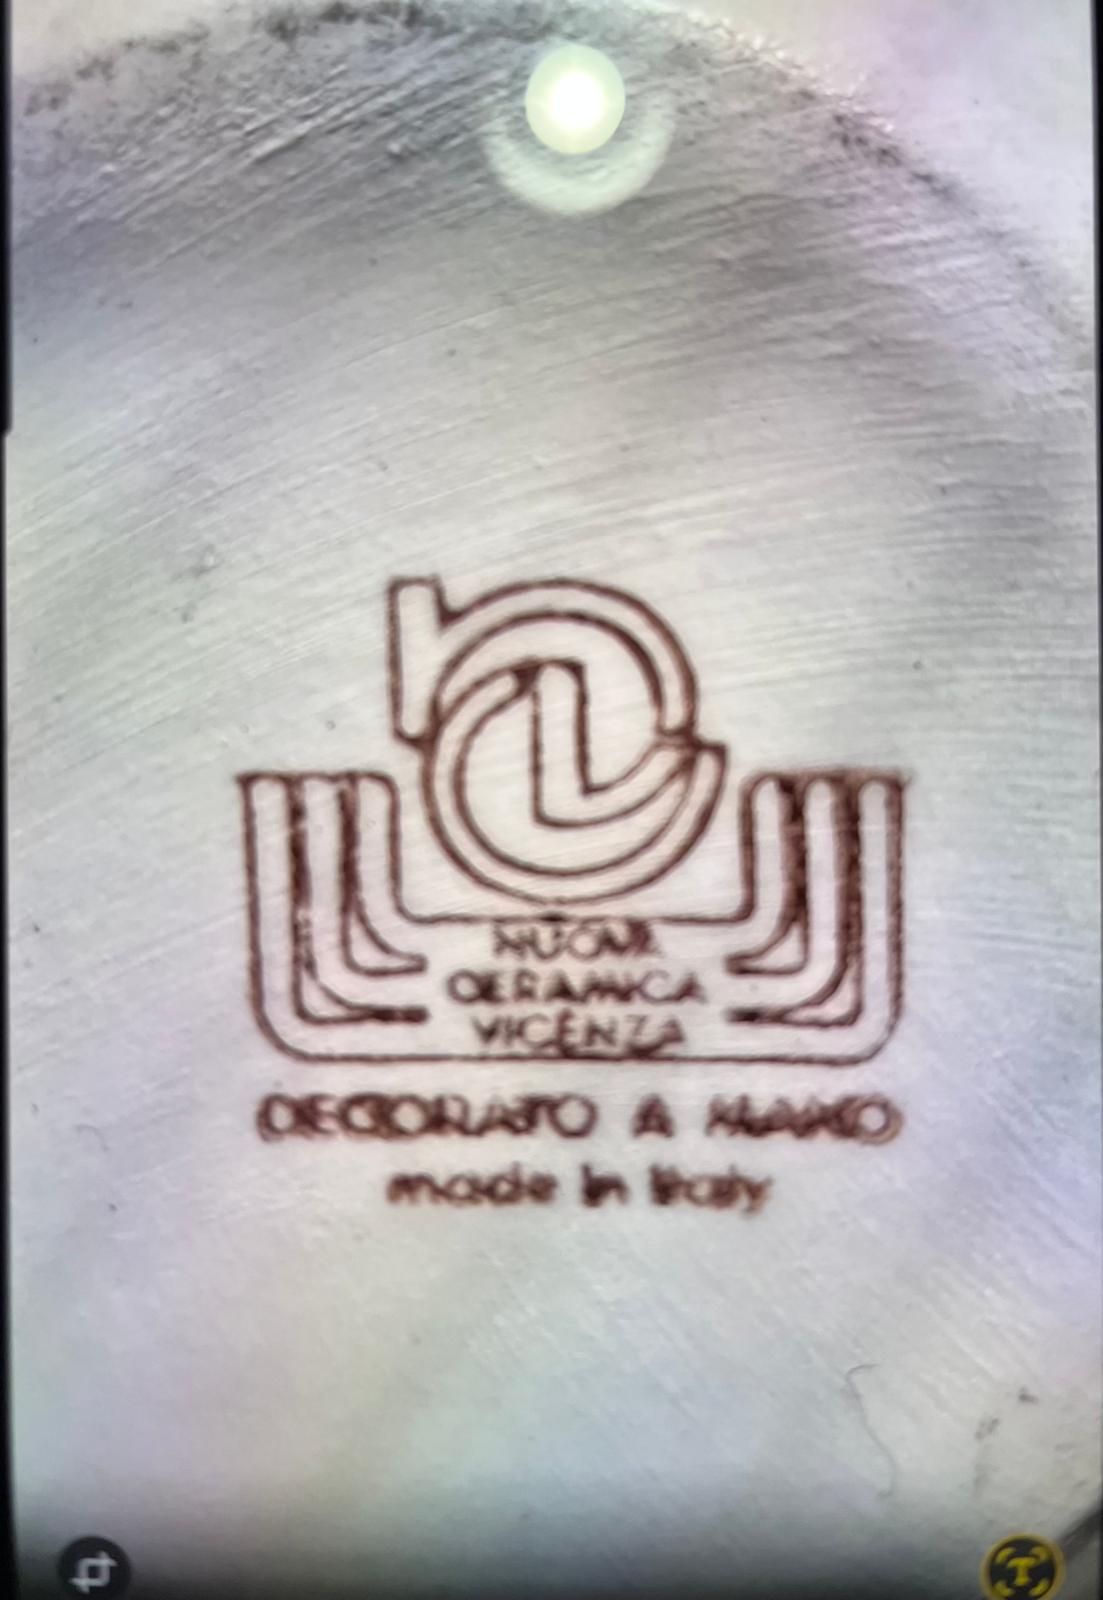 NUOVA
CERAMICA
VICENZA
DECORATO A MANO
made in Italy